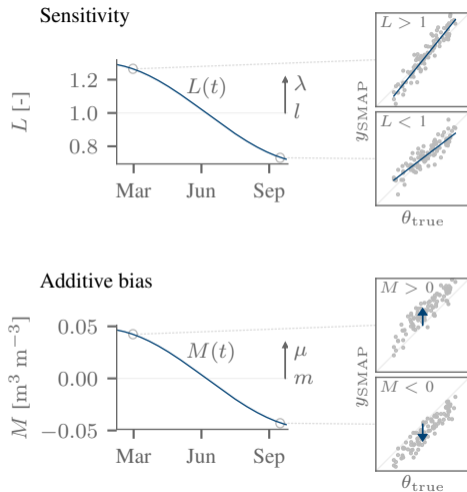 Sensitivity
L > 1
1.2
L(t)
λ
1.0
l
0.8
L [-]
Mar
Jun
Sep
L < 1
ySMAP
θtrue
Additive bias
M > 0
0.05
M(t)
μ
0.00
m
−0.05
M [m³ m⁻³]
Mar
Jun
Sep
M < 0
ySMAP
θtrue